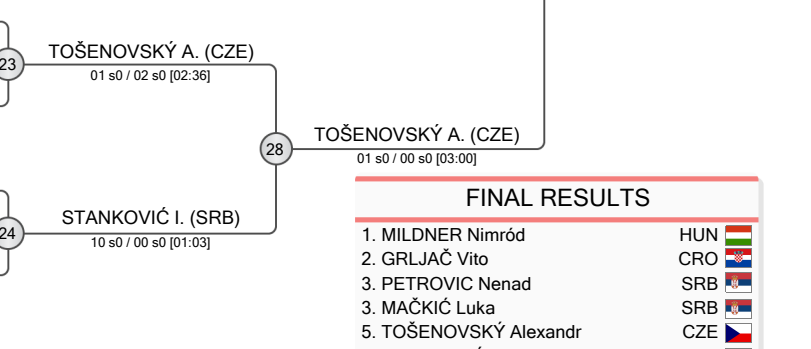 23
TOŠENOVSKÝ A. (CZE)
01 s0 / 02 s0 [02:36]
28
TOŠENOVSKÝ A. (CZE)
01 s0 / 00 s0 [03:00]
24
STANKOVIĆ I. (SRB)
10 s0 / 00 s0 [01:03]
FINAL RESULTS
1. MILDNER Nimród HUN
2. GRLJAČ Vito CRO
3. PETROVIC Nenad SRB
3. MAČKIĆ Luka SRB
5. TOŠENOVSKÝ Alexandr CZE